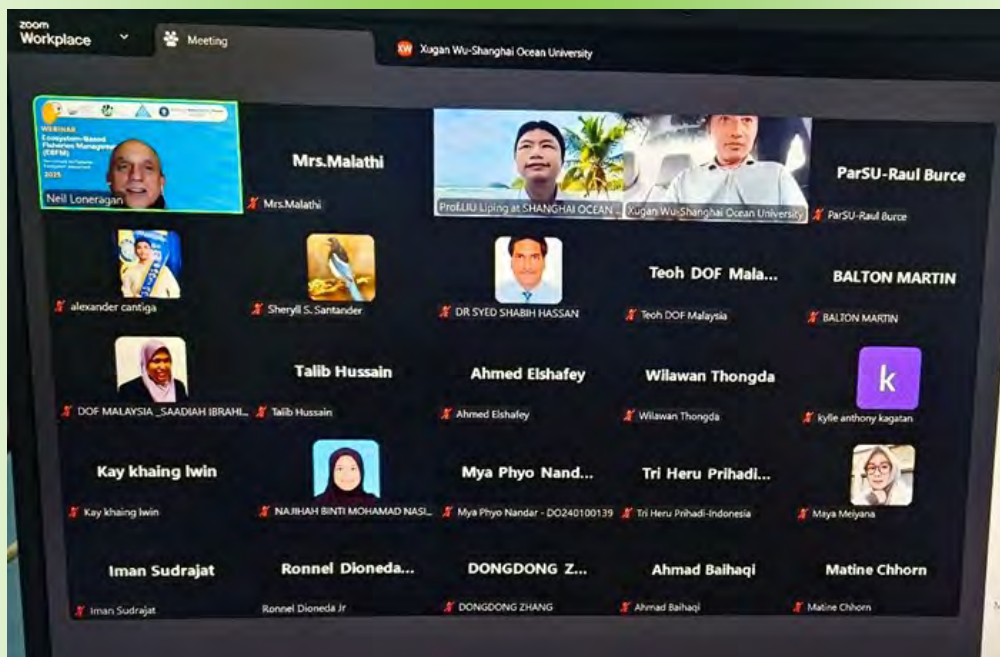 zoom
Workplace
Meeting
XW Xugan Wu-Shanghai Ocean University
WEBINAR
Ecosystem-Based
Fisheries Management
(EBFM)
2025
Neil Loneragan
Mrs.Malathi
Mrs.Malathi
Prof.LIU Liping at SHANGHAI OCEAN ...
Xugan Wu-Shanghai Ocean University
ParSU-Raul Burce
ParSU-Raul Burce
alexander cantiga
Sheryll S. Santander
DR SYED SHABIH HASSAN
Teoh DOF Mala...
Teoh DOF Malaysia
BALTON MARTIN
BALTON MARTIN
DOF MALAYSIA _SAADIAH IBRAHI...
Talib Hussain
Talib Hussain
Ahmed Elshafey
Ahmed Elshafey
Wilawan Thongda
Wilawan Thongda
k
kylle anthony kagatan
Kay khaing lwin
Kay khaing lwin
NAJIHAH BINTI MOHAMAD NASI...
Mya Phyo Nand...
Mya Phyo Nandar - DO240100139
Tri Heru Prihadi...
Tri Heru Prihadi-Indonesia
Maya Meiyana
Iman Sudrajat
Iman Sudrajat
Ronnel Dioneda...
Ronnel Dioneda Jr
DONGDONG Z...
DONGDONG ZHANG
Ahmad Baihaqi
Ahmad Baihaqi
Matine Chhorn
Matine Chhorn